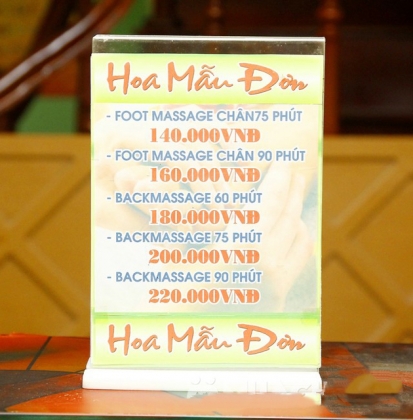 Hoa Mẫu Đơn
- FOOT MASSAGE CHÂN75 PHÚT
140.000VNĐ
- FOOT MASSAGE CHÂN 90 PHÚT
160.000VNĐ
- BACKMASSAGE 60 PHÚT
180.000VNĐ
- BACKMASSAGE 75 PHÚT
200.000VNĐ
- BACKMASSAGE 90 PHÚT
220.000VNĐ
Hoa Mẫu Đơn